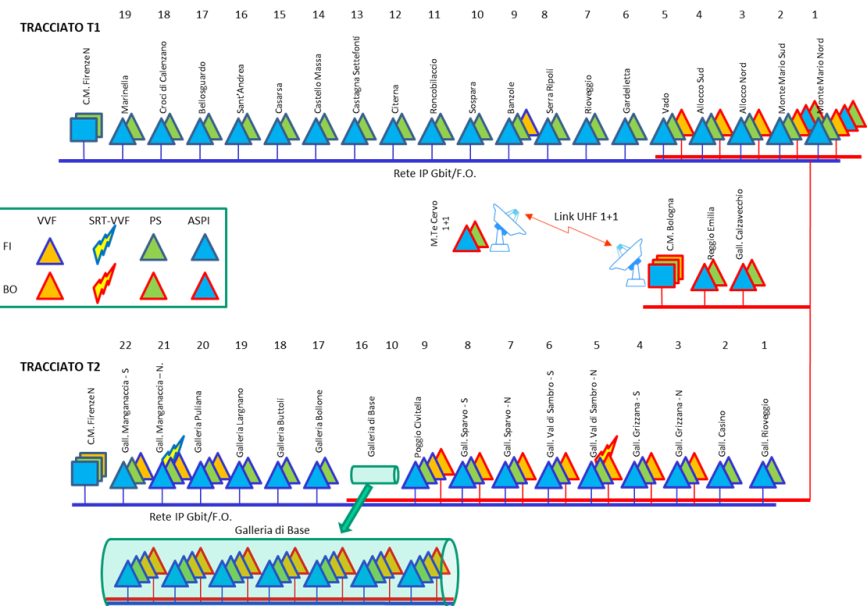 19 18 17 16 15 14 13 12 11 10 9 8 7 6 5 4 3 2 1
TRACCIATO T1
C.M. Firenze N
Marinella
Croci di Calenzano
Bellosguardo
Sant'Andrea
Casarsa
Castello Massa
Castagna Settefonti
Citerna
Roncobilaccio
Sospara
Banzole
Serra Ripoli
Rioveggio
Gardelletta
Vado
Allocco Sud
Allocco Nord
Monte Mario Sud
Monte Mario Nord
Rete IP Gbit/F.O.
VVF SRT-VVF PS ASPI
FI
BO
M.Te Cervo
1+1
Link UHF 1+1
C.M. Bologna
Reggio Emilia
Gall. Calzavecchio
22 21 20 19 18 17 16 10 9 8 7 6 5 4 3 2 1
TRACCIATO T2
C.M. Firenze N
Gall. Manganaccia - S
Gall. Manganaccia – N.
Galleria Puliana
Galleria Largnano
Galleria Buttoli
Galleria Bollone
Galleria di Base
Poggio Civitella
Gall. Sparvo - S
Gall. Sparvo - N
Gall. Val di Sambro - S
Gall. Val di Sambro - N
Gall. Grizzana - S
Gall. Grizzana - N
Gall. Casino
Gall. Rioveggio
Rete IP Gbit/F.O.
Galleria di Base